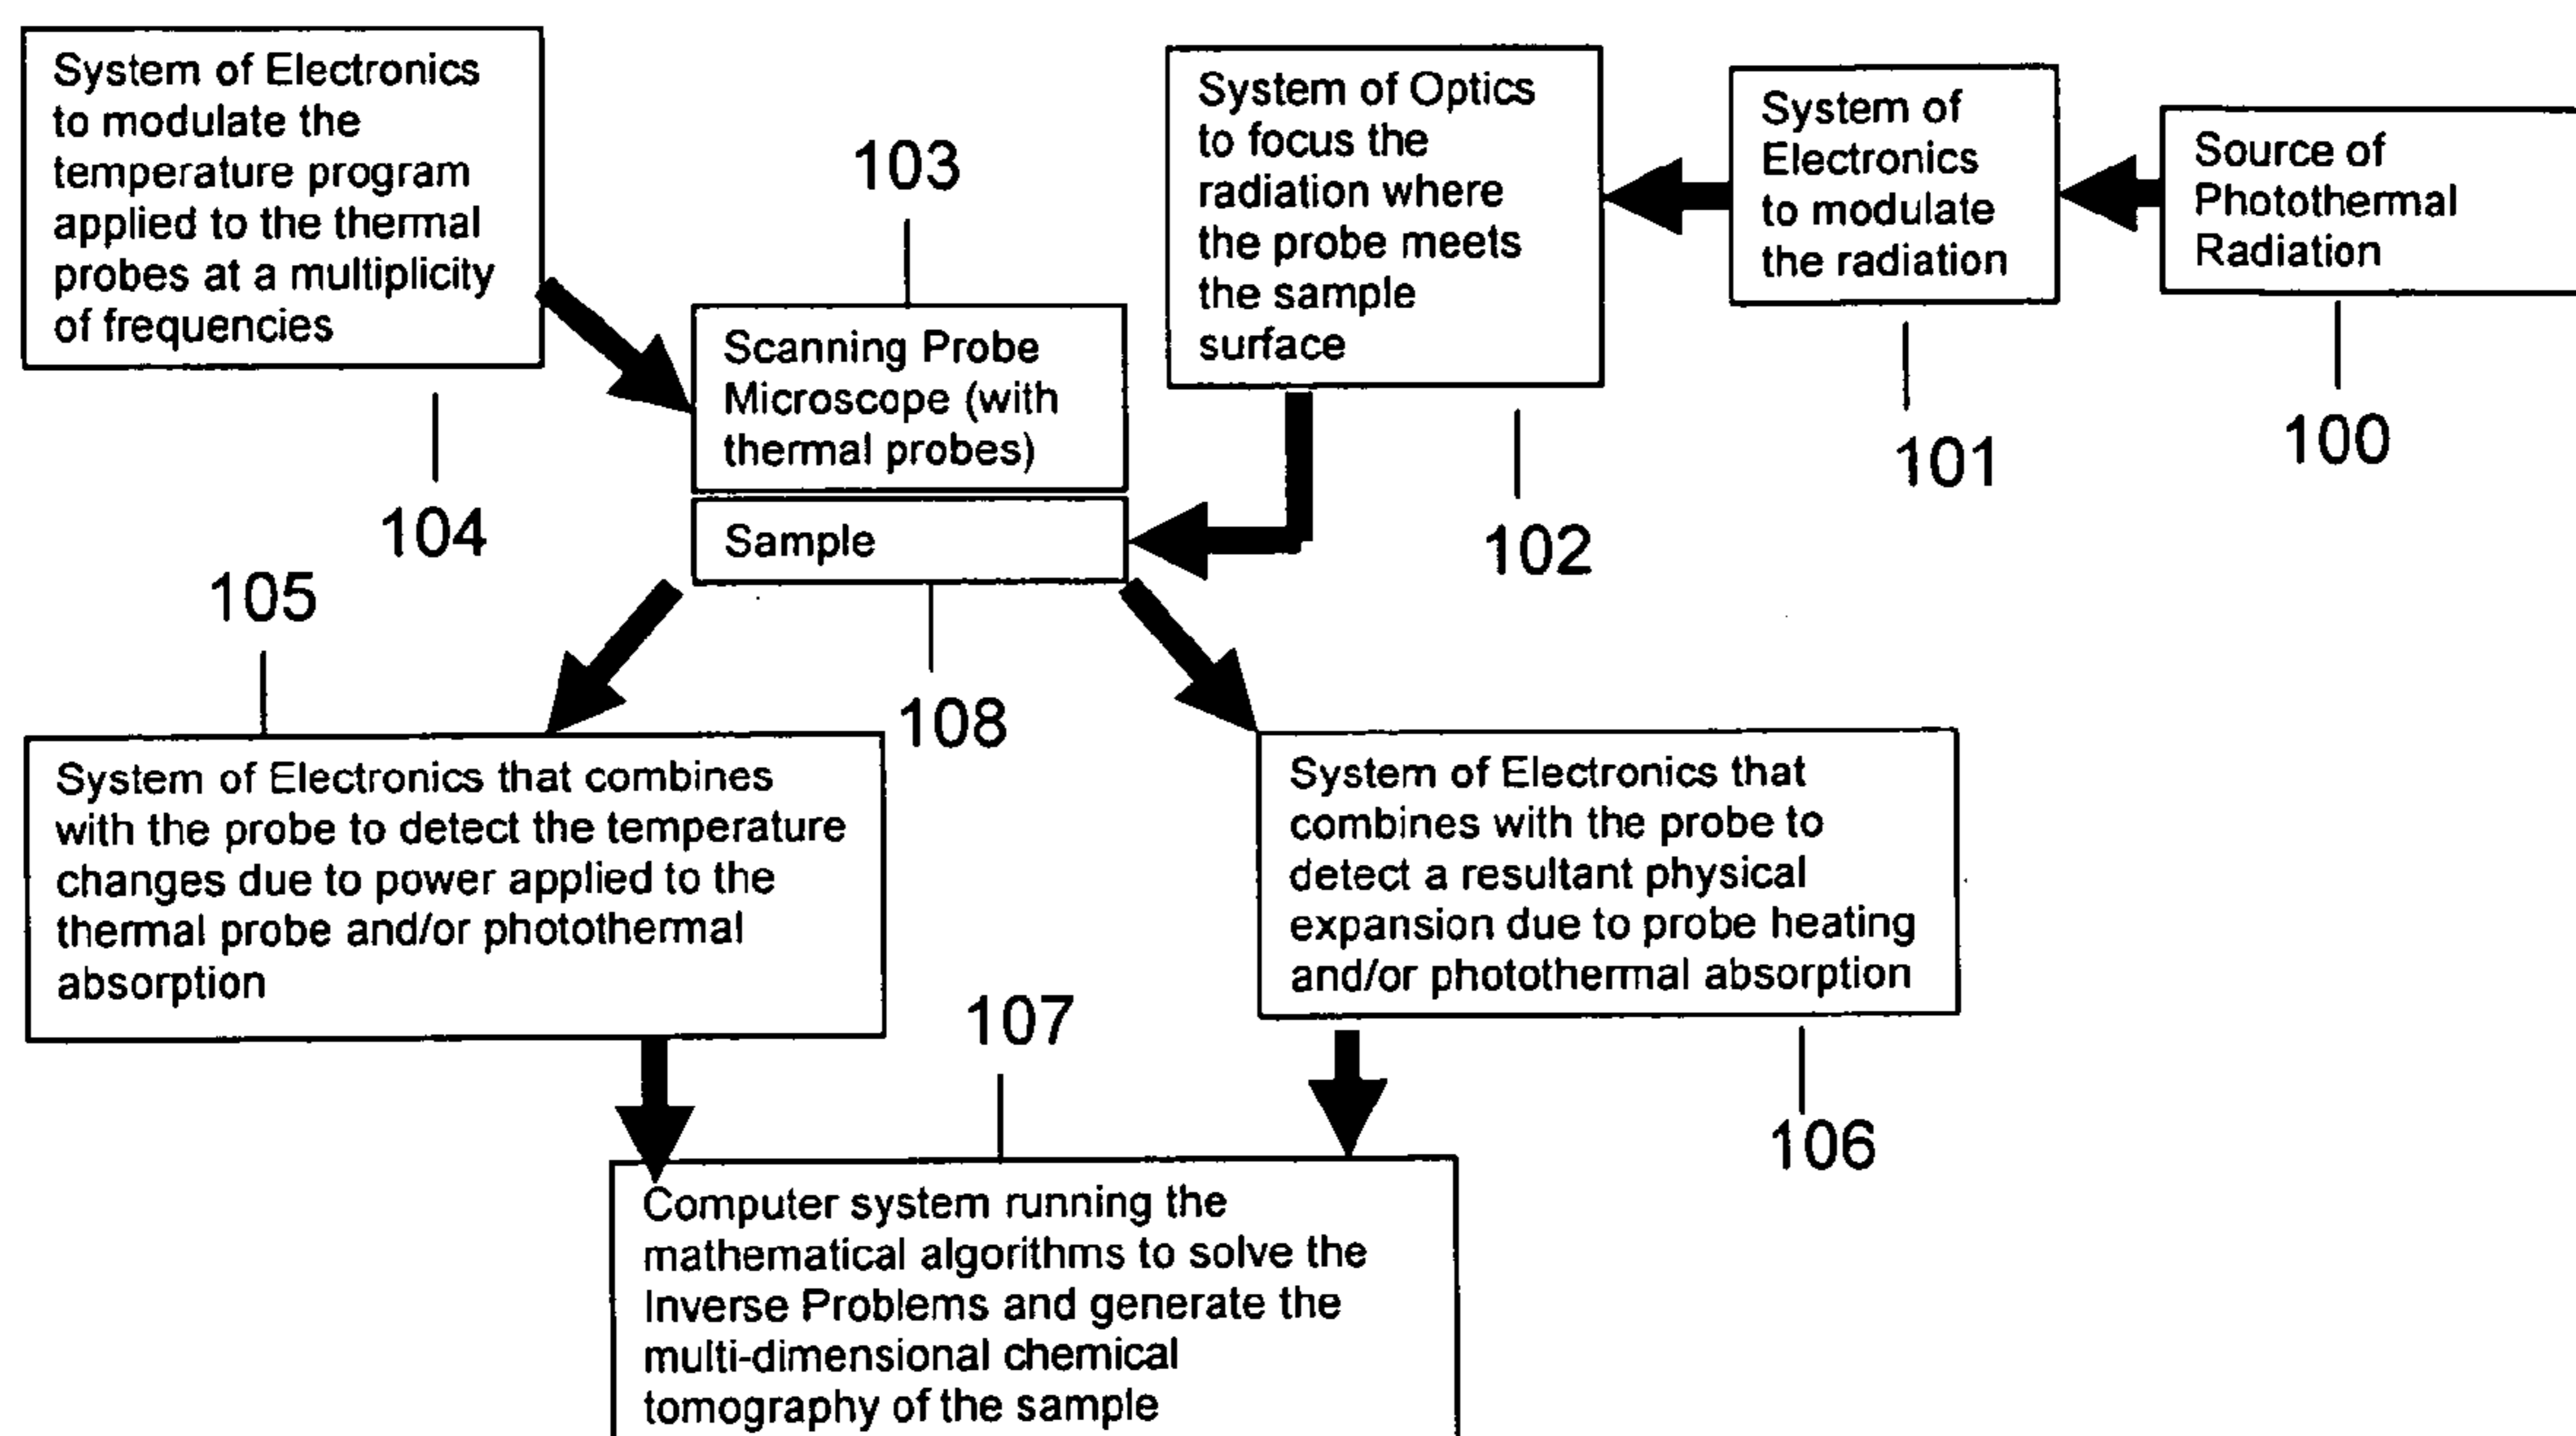 System of Electronics
to modulate the
temperature program
applied to the thermal
probes at a multiplicity
of frequencies
104
103
Scanning Probe
Microscope (with
thermal probes)
Sample
108
System of Optics
to focus the
radiation where
the probe meets
the sample
surface
102
System of
Electronics
to modulate
the radiation
101
Source of
Photothermal
Radiation
100
105
System of Electronics that combines
with the probe to detect the temperature
changes due to power applied to the
thermal probe and/or photothermal
absorption
System of Electronics that
combines with the probe to
detect a resultant physical
expansion due to probe heating
and/or photothermal absorption
106
107
Computer system running the
mathematical algorithms to solve the
Inverse Problems and generate the
multi-dimensional chemical
tomography of the sample